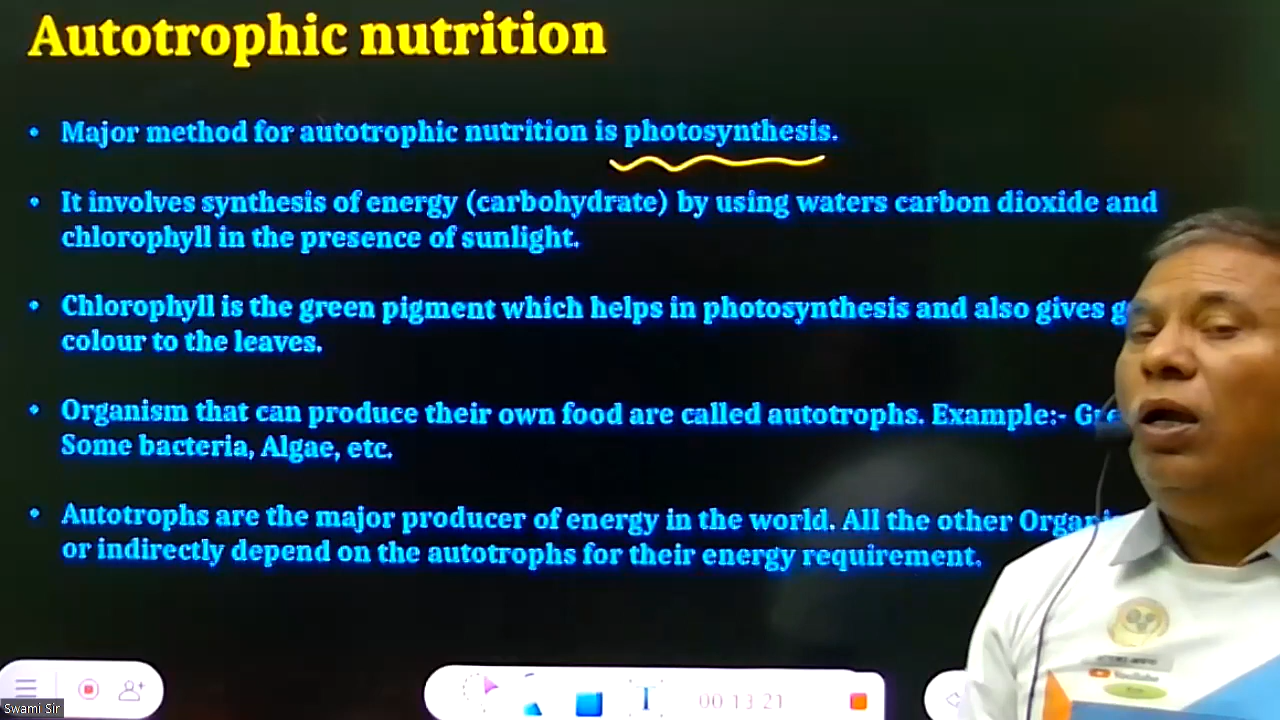 Autotrophic nutrition
• Major method for autotrophic nutrition is photosynthesis.
• It involves synthesis of energy (carbohydrate) by using waters carbon dioxide and
chlorophyll in the presence of sunlight.
• Chlorophyll is the green pigment which helps in photosynthesis and also gives
colour to the leaves.
• Organism that can produce their own food are called autotrophs. Example:-
Some bacteria, Algae, etc.
• Autotrophs are the major producer of energy in the world. All the other
or indirectly depend on the autotrophs for their energy requirement.
T 00:13:21
YouTube
Swami Sir